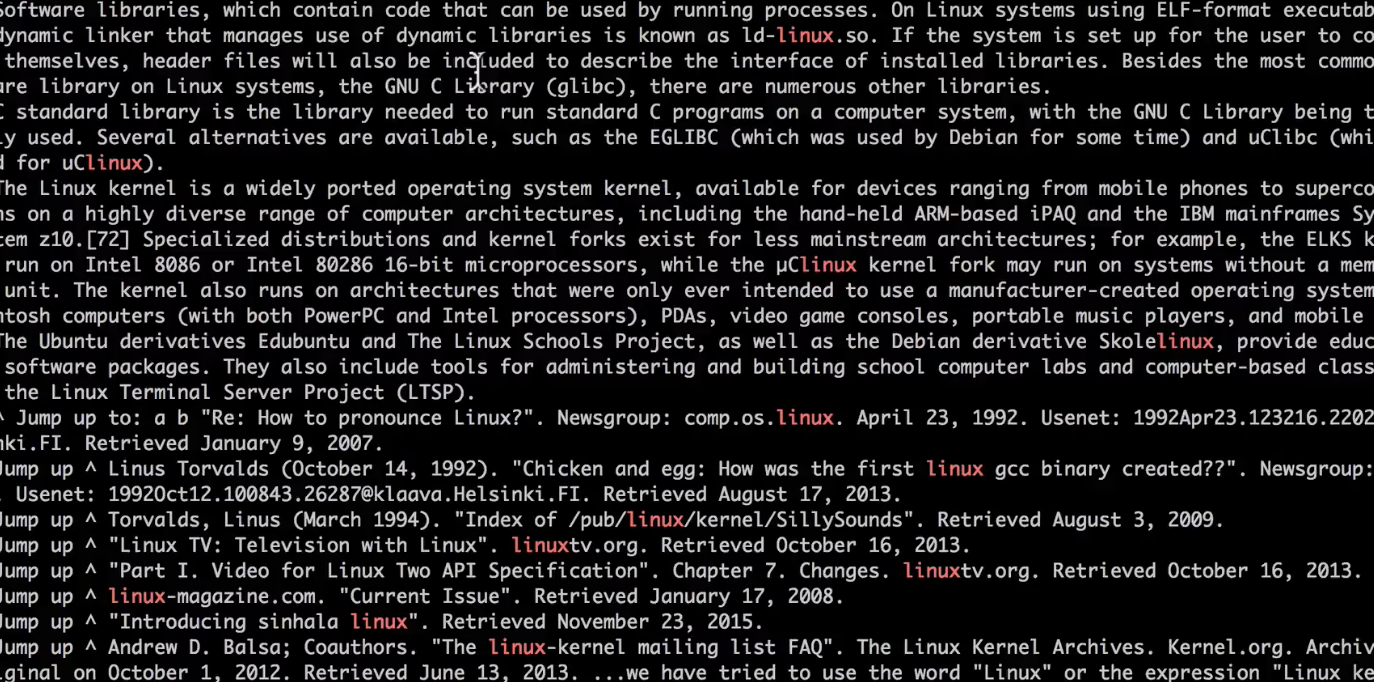 Software libraries, which contain code that can be used by running processes. On Linux systems using ELF-format executab
dynamic linker that manages use of dynamic libraries is known as ld-linux.so. If the system is set up for the user to co
themselves, header files will also be included to describe the interface of installed libraries. Besides the most commo
are library on Linux systems, the GNU C Library (glibc), there are numerous other libraries.
C standard library is the library needed to run standard C programs on a computer system, with the GNU C Library being t
ly used. Several alternatives are available, such as the EGLIBC (which was used by Debian for some time) and uClibc (whi
d for uClinux).
The Linux kernel is a widely ported operating system kernel, available for devices ranging from mobile phones to superco
ns on a highly diverse range of computer architectures, including the hand-held ARM-based iPAQ and the IBM mainframes Sy
tem z10.[72] Specialized distributions and kernel forks exist for less mainstream architectures; for example, the ELKS k
run on Intel 8086 or Intel 80286 16-bit microprocessors, while the µClinux kernel fork may run on systems without a mem
unit. The kernel also runs on architectures that were only ever intended to use a manufacturer-created operating system
ntosh computers (with both PowerPC and Intel processors), PDAs, video game consoles, portable music players, and mobile
The Ubuntu derivatives Edubuntu and The Linux Schools Project, as well as the Debian derivative Skolelinux, provide educ
software packages. They also include tools for administering and building school computer labs and computer-based class
the Linux Terminal Server Project (LTSP).
^ Jump up to: a b "Re: How to pronounce Linux?". Newsgroup: comp.os.linux. April 23, 1992. Usenet: 1992Apr23.123216.2202
nki.FI. Retrieved January 9, 2007.
Jump up ^ Linus Torvalds (October 14, 1992). "Chicken and egg: How was the first linux gcc binary created??". Newsgroup:
. Usenet: 1992Oct12.100843.26287@klaava.Helsinki.FI. Retrieved August 17, 2013.
Jump up ^ Torvalds, Linus (March 1994). "Index of /pub/linux/kernel/SillySounds". Retrieved August 3, 2009.
Jump up ^ "Linux TV: Television with Linux". linuxtv.org. Retrieved October 16, 2013.
Jump up ^ "Part I. Video for Linux Two API Specification". Chapter 7. Changes. linuxtv.org. Retrieved October 16, 2013.
Jump up ^ linux-magazine.com. "Current Issue". Retrieved January 17, 2008.
Jump up ^ "Introducing sinhala linux". Retrieved November 23, 2015.
Jump up ^ Andrew D. Balsa; Coauthors. "The linux-kernel mailing list FAQ". The Linux Kernel Archives. Kernel.org. Archiv
iginal on October 1, 2012. Retrieved June 13, 2013. ...we have tried to use the word "Linux" or the expression "Linux ke